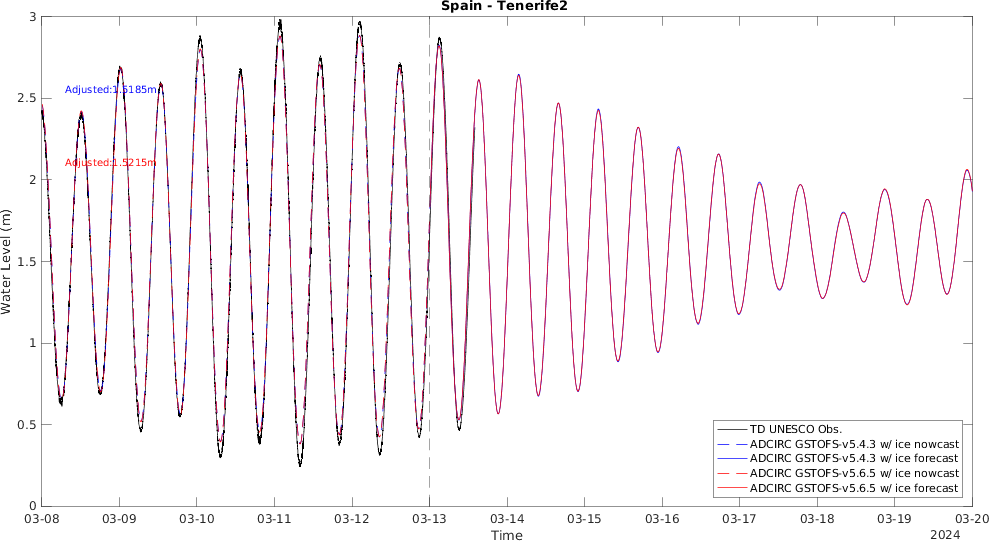 Spain - Tenerife2
Water Level (m)
3
2.5
2
1.5
1
0.5
0
Adjusted:1.5185m
Adjusted:1.5215m
TD UNESCO Obs.
ADCIRC GSTOFS-v5.4.3 w/ ice nowcast
ADCIRC GSTOFS-v5.4.3 w/ ice forecast
ADCIRC GSTOFS-v5.6.5 w/ ice nowcast
ADCIRC GSTOFS-v5.6.5 w/ ice forecast
03-08 03-09 03-10 03-11 03-12 03-13 03-14 03-15 03-16 03-17 03-18 03-19 03-20
Time
2024